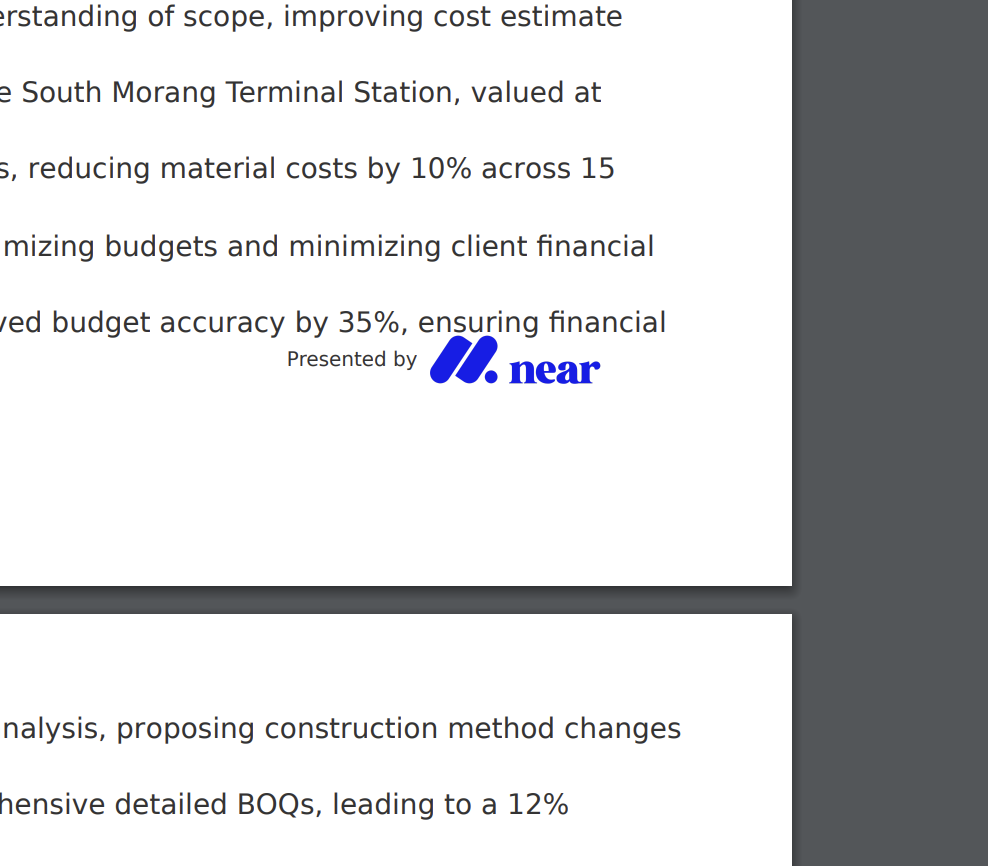 erstanding of scope, improving cost estimate
e South Morang Terminal Station, valued at
s, reducing material costs by 10% across 15
mizing budgets and minimizing client financial
ved budget accuracy by 35%, ensuring financial
Presented by near
nalysis, proposing construction method changes
hensive detailed BOQs, leading to a 12%